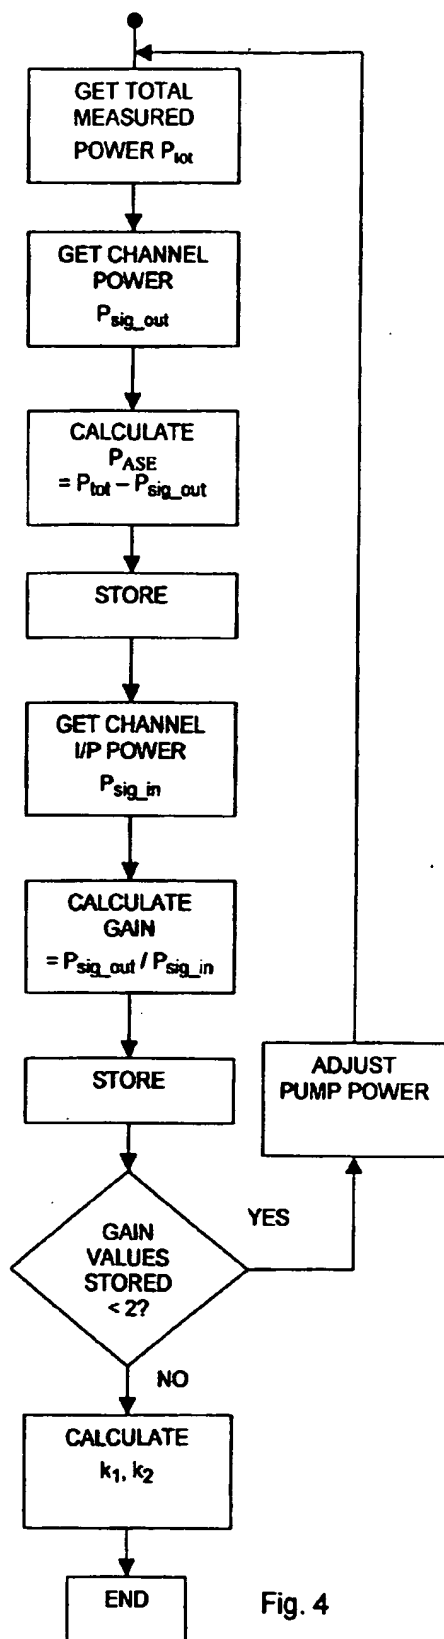 GET TOTAL
MEASURED
POWER P_tot
GET CHANNEL
POWER
P_sig_out
CALCULATE
P_ASE
= P_tot – P_sig_out
STORE
GET CHANNEL
I/P POWER
P_sig_in
CALCULATE
GAIN
= P_sig_out / P_sig_in
STORE
ADJUST
PUMP POWER
GAIN
VALUES
STORED
< 2?
YES
NO
CALCULATE
k1, k2
END
Fig. 4